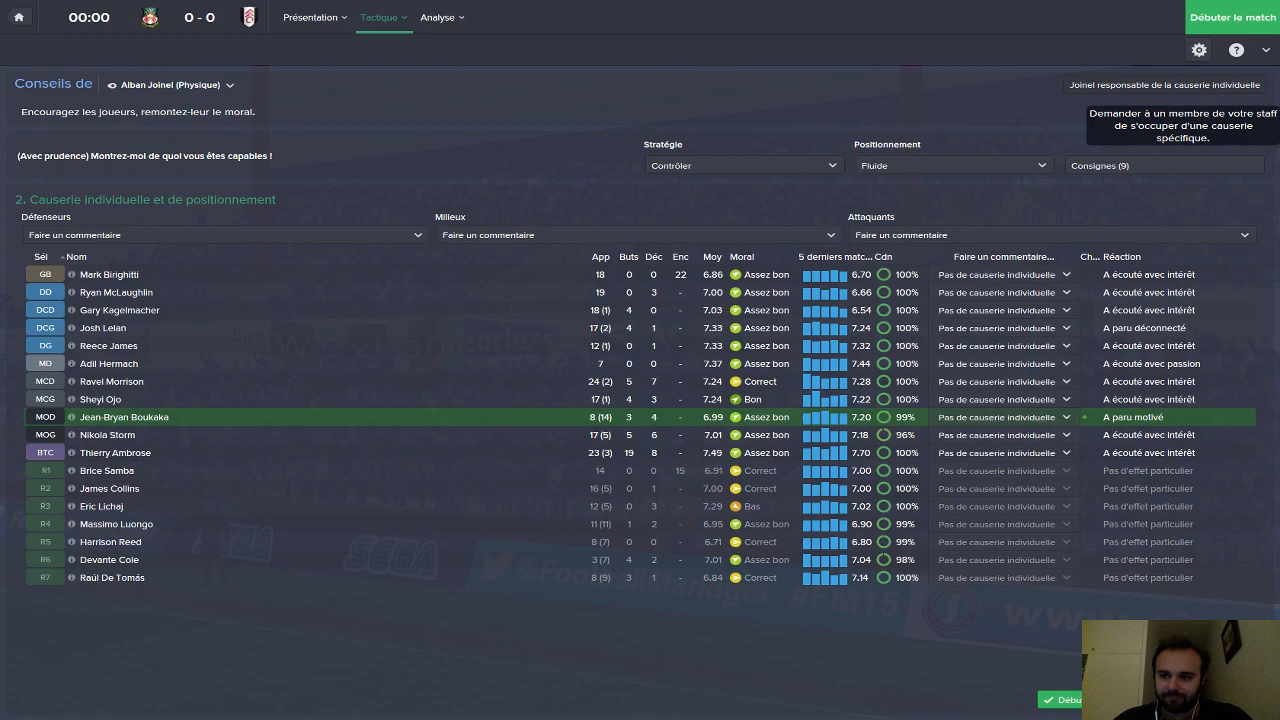 00:00 0 - 0 Présentation Tactique Analyse Débuter le match
Conseils de Alban Joinel (Physique) Joinel responsable de la causerie individuelle
Encouragez les joueurs, remontez-leur le moral.
Demander à un membre de votre staff
de s'occuper d'une causerie
spécifique.
(Avec prudence) Montrez-moi de quoi vous êtes capables !
Stratégie Positionnement
Contrôler Fluide Consignes (9)
2. Causerie individuelle et de positionnement
Défenseurs Milieux Attaquants
Faire un commentaire Faire un commentaire Faire un commentaire
Sél Nom App Buts Déc Enc Moy Moral 5 derniers matc... Cdn Faire un commentaire... Ch... Réaction
GB Mark Birighitti 18 0 0 22 6.86 Assez bon 6.70 100% Pas de causerie individuelle A écouté avec intérêt
DD Ryan McLaughlin 19 0 3 - 7.00 Assez bon 6.66 100% Pas de causerie individuelle A écouté avec intérêt
DCD Gary Kagelmacher 18 (1) 4 0 - 7.03 Assez bon 6.54 100% Pas de causerie individuelle A écouté avec intérêt
DCG Josh Lelan 17 (2) 4 1 - 7.33 Assez bon 7.24 100% Pas de causerie individuelle A paru déconnecté
DG Reece James 12 (1) 0 1 - 7.33 Assez bon 7.32 100% Pas de causerie individuelle A écouté avec intérêt
MD Adil Hernach 7 0 0 - 7.37 Assez bon 7.44 100% Pas de causerie individuelle A écouté avec passion
MCD Ravel Morrison 24 (2) 5 7 - 7.24 Correct 7.28 100% Pas de causerie individuelle A écouté avec intérêt
MCG Sheyi Ojo 17 (1) 4 3 - 7.24 Bon 7.22 100% Pas de causerie individuelle A écouté avec intérêt
MOD Jean-Bryan Boukaka 8 (14) 3 4 - 6.99 Assez bon 7.20 99% Pas de causerie individuelle A paru motivé
MOG Nikola Storm 17 (5) 5 6 - 7.01 Assez bon 7.18 96% Pas de causerie individuelle A écouté avec intérêt
BTC Thierry Ambrose 23 (3) 19 8 - 7.49 Assez bon 7.70 100% Pas de causerie individuelle A écouté avec intérêt
R1 Brice Samba 14 0 0 15 6.91 Correct 7.00 100% Pas de causerie individuelle Pas d'effet particulier
R2 James Collins 16 (5) 0 1 - 7.00 Correct 7.00 100% Pas de causerie individuelle Pas d'effet particulier
R3 Eric Lichaj 12 (5) 0 3 - 7.29 Bas 7.02 100% Pas de causerie individuelle Pas d'effet particulier
R4 Massimo Luongo 11 (11) 1 2 - 6.95 Assez bon 6.90 99% Pas de causerie individuelle Pas d'effet particulier
R5 Harrison Reed 8 (7) 0 0 - 6.71 Correct 6.80 99% Pas de causerie individuelle Pas d'effet particulier
R6 Devante Cole 3 (7) 4 2 - 7.01 Assez bon 7.04 98% Pas de causerie individuelle Pas d'effet particulier
R7 Raúl De Tomás 8 (9) 3 1 - 6.84 Correct 7.14 100% Pas de causerie individuelle Pas d'effet particulier
SEGA
@FootballManager #FM15
www.
Débu